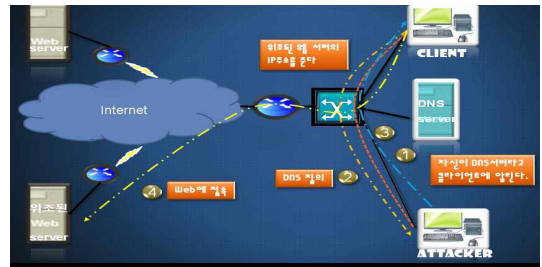 Web
server
위조된 웹 서버의
IP주소를 준다
CLIENT
Internet
DNS
server
③
①
자신이 DNS서버라고
클라이언트에 알린다.
④
Web에 접속
DNS 질의
②
위조된
Web
server
ATTACKER